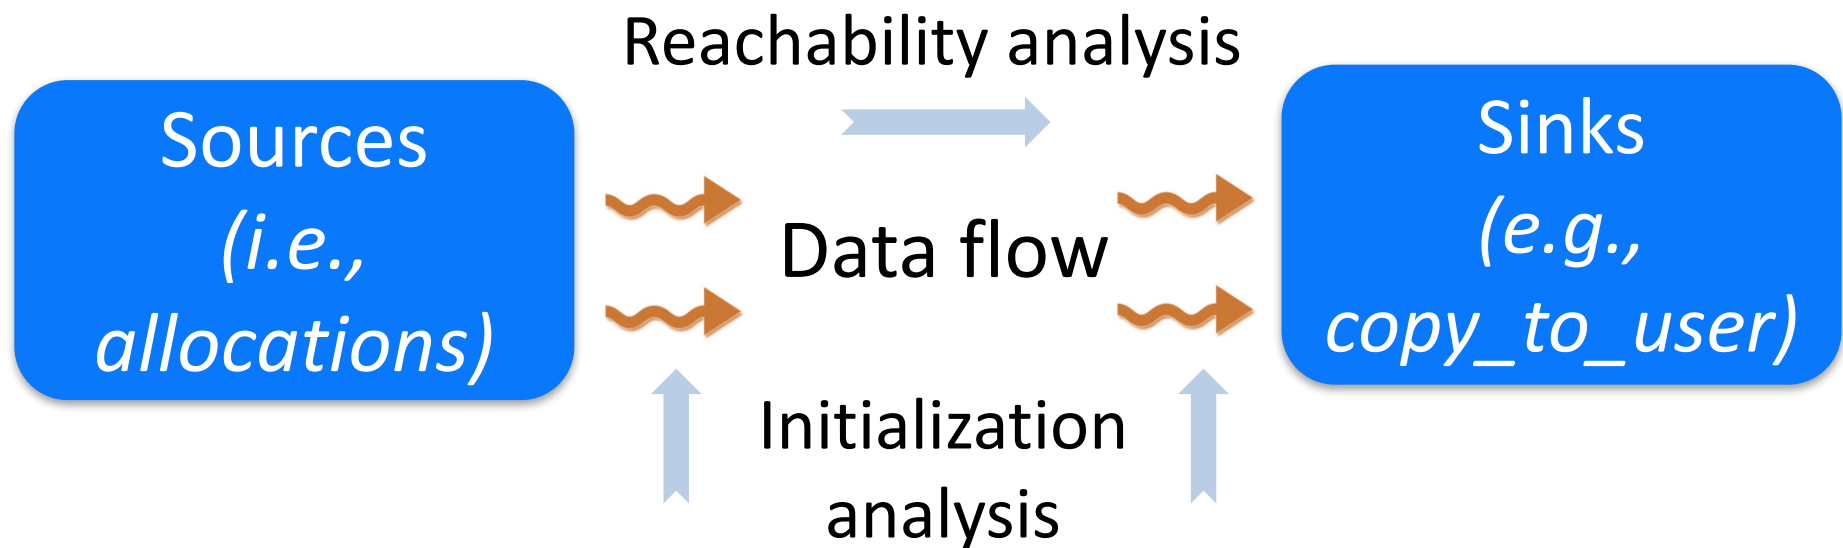 Reachability analysis
Sources
(i.e.,
allocations)
Data flow
Sinks
(e.g.,
copy_to_user)
Initialization
analysis